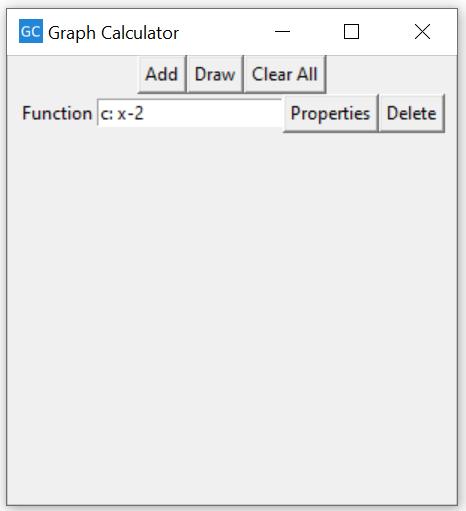 GC Graph Calculator
Add Draw Clear All
Function c: x-2 Properties Delete